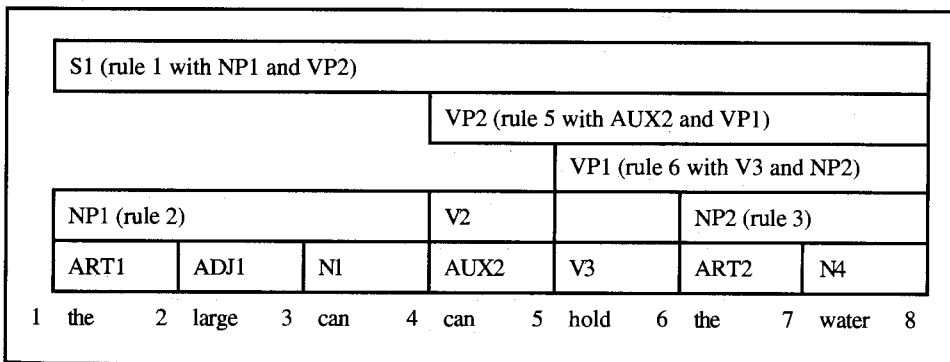 S1 (rule 1 with NP1 and VP2)
VP2 (rule 5 with AUX2 and VP1)
VP1 (rule 6 with V3 and NP2)
NP1 (rule 2) V2 NP2 (rule 3)
ART1 ADJ1 N1 AUX2 V3 ART2 N4
1 the 2 large 3 can 4 can 5 hold 6 the 7 water 8